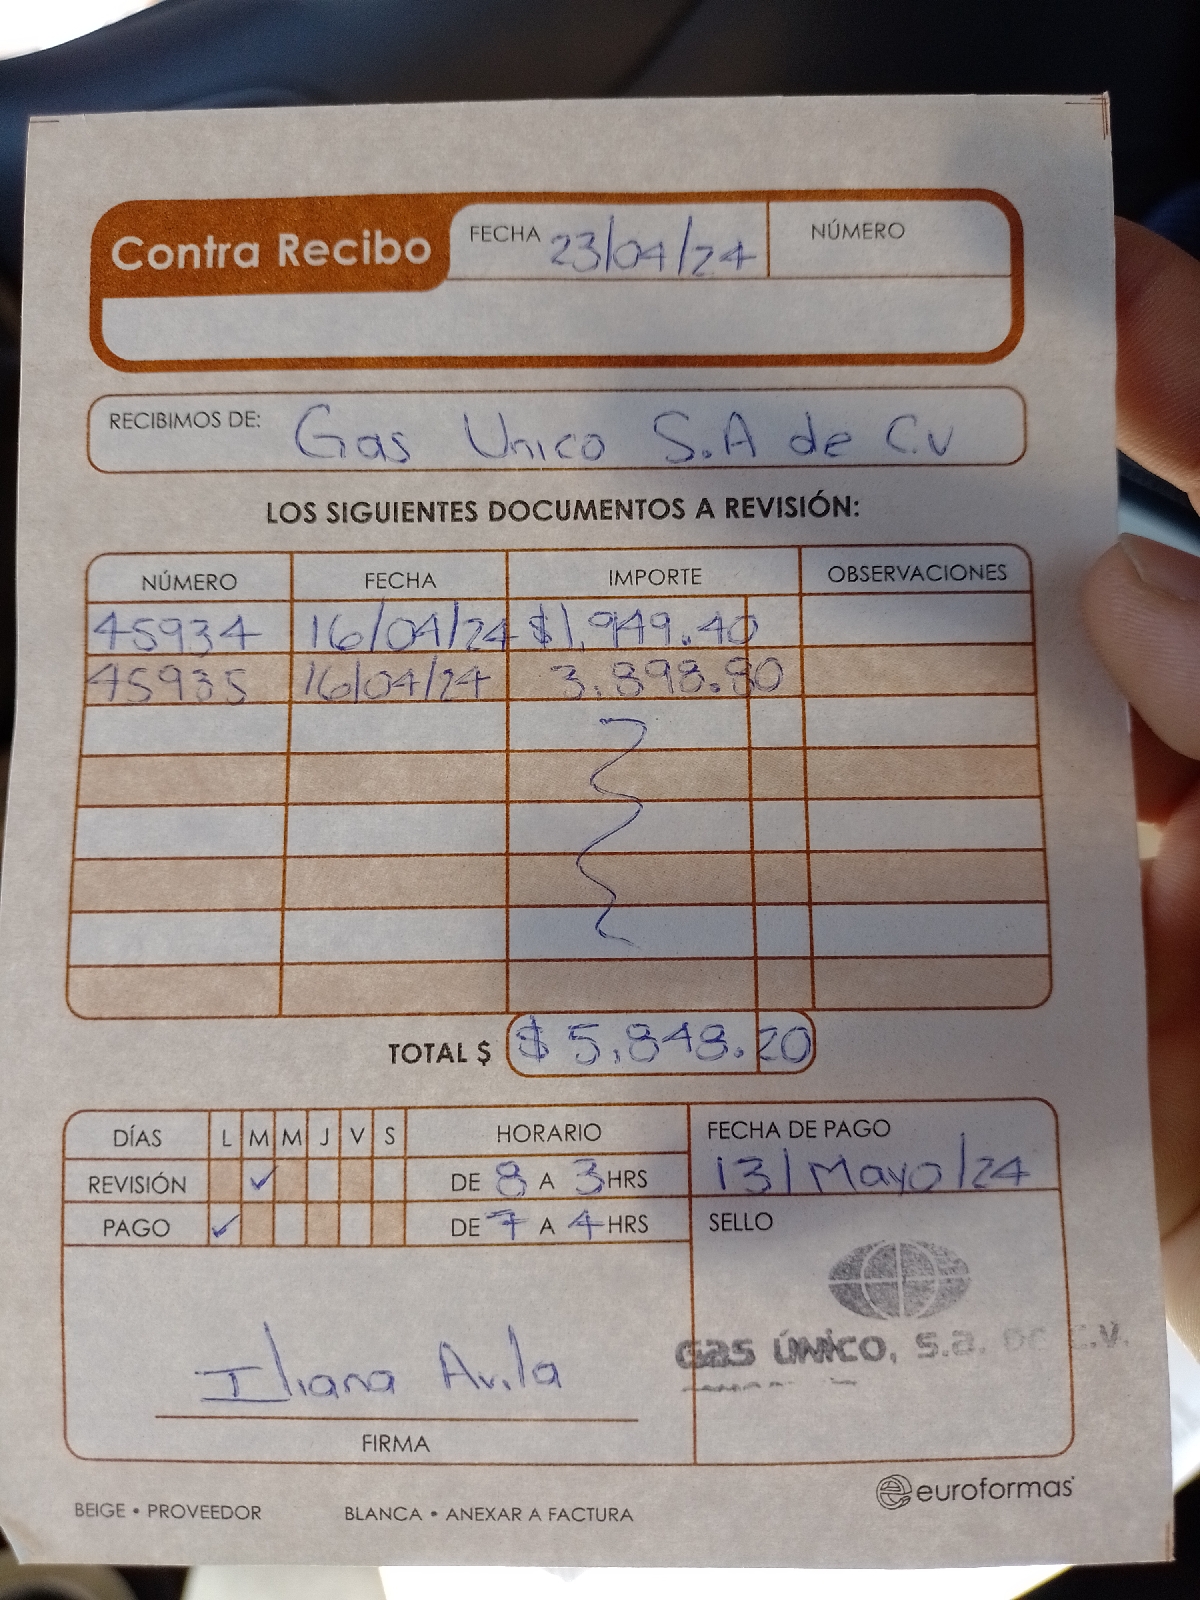 Contra Recibo
FECHA 23/04/24
NÚMERO
RECIBIMOS DE: Gas Unico S.A de C.V
LOS SIGUIENTES DOCUMENTOS A REVISIÓN:
NÚMERO FECHA IMPORTE OBSERVACIONES
45934 16/04/24 $1,949.40
45935 16/04/24 3,898.80
TOTAL $ $ 5,848.20
DÍAS L M M J V S HORARIO
REVISIÓN ✓ DE 8 A 3 HRS
PAGO ✓ DE 7 A 4 HRS
FECHA DE PAGO
13/Mayo/24
SELLO
GAS ÚNICO, S.A. DE C.V.
Iliana Avila
FIRMA
euroformas
BEIGE • PROVEEDOR BLANCA • ANEXAR A FACTURA